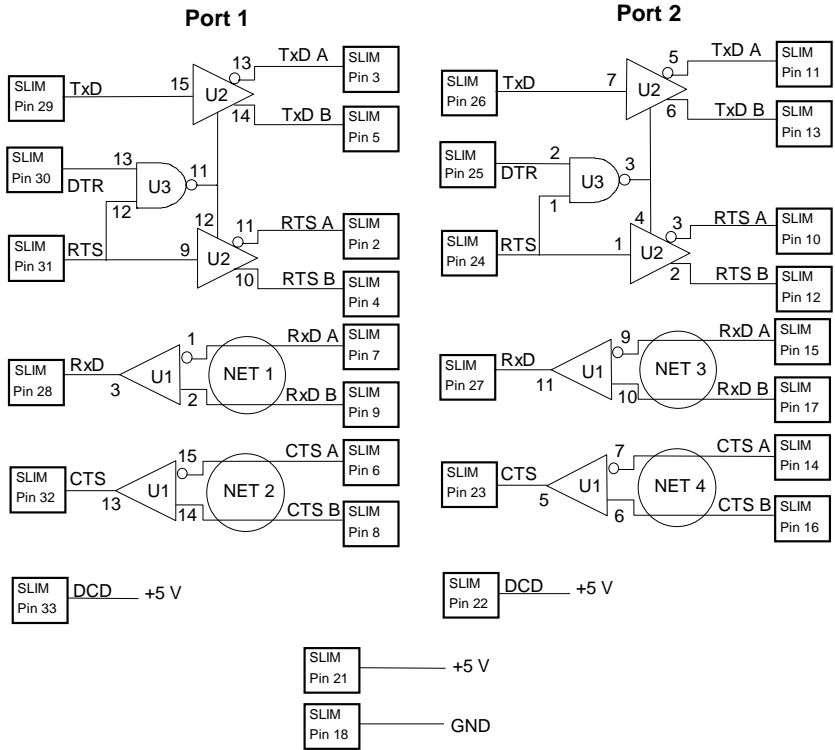 Port 1
SLIM
Pin 29
TxD
15
U2
13
TxD A
SLIM
Pin 3
14
TxD B
SLIM
Pin 5
SLIM
Pin 30
DTR
13
12
U3
11
SLIM
Pin 31
RTS
9
12
U2
11
RTS A
SLIM
Pin 2
10
RTS B
SLIM
Pin 4
SLIM
Pin 28
RxD
3
U1
1
2
NET 1
RxD A
SLIM
Pin 7
RxD B
SLIM
Pin 9
SLIM
Pin 32
CTS
13
U1
15
14
NET 2
CTS A
SLIM
Pin 6
CTS B
SLIM
Pin 8
SLIM
Pin 33
DCD
+5 V
Port 2
SLIM
Pin 26
TxD
7
U2
5
TxD A
SLIM
Pin 11
6
TxD B
SLIM
Pin 13
SLIM
Pin 25
DTR
2
1
U3
3
SLIM
Pin 24
RTS
1
4
U2
3
RTS A
SLIM
Pin 10
2
RTS B
SLIM
Pin 12
SLIM
Pin 27
RxD
11
U1
9
10
NET 3
RxD A
SLIM
Pin 15
RxD B
SLIM
Pin 17
SLIM
Pin 23
CTS
5
U1
7
6
NET 4
CTS A
SLIM
Pin 14
CTS B
SLIM
Pin 16
SLIM
Pin 22
DCD
+5 V
SLIM
Pin 21
+5 V
SLIM
Pin 18
GND